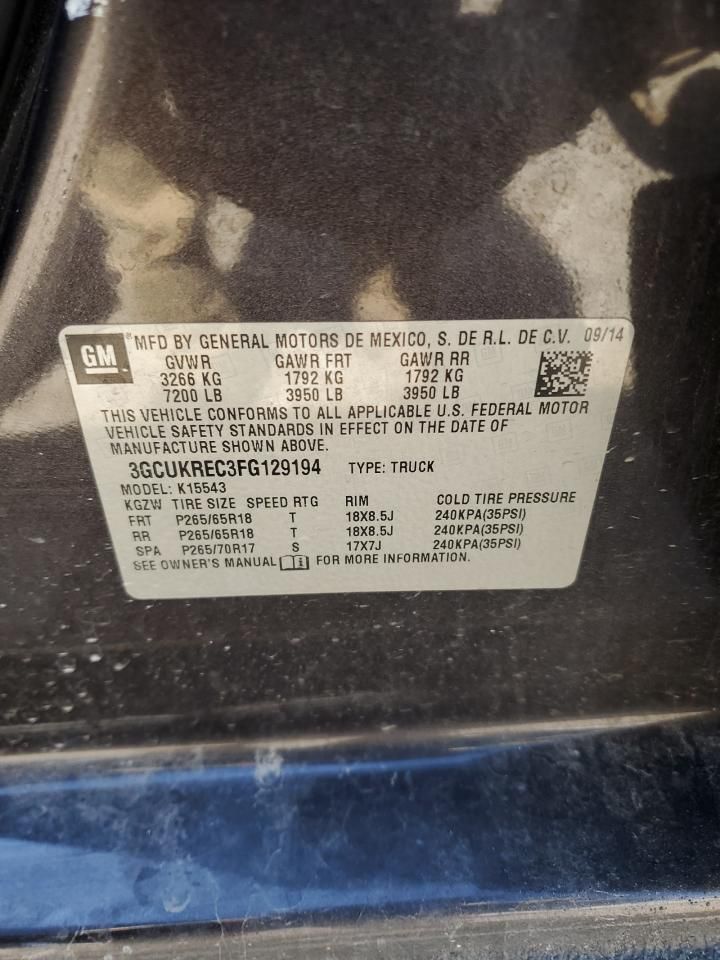 GM
® MFD BY GENERAL MOTORS DE MEXICO, S. DE R.L. DE C.V. 09/14
GVWR GAWR FRT GAWR RR
3266 KG 1792 KG 1792 KG
7200 LB 3950 LB 3950 LB
THIS VEHICLE CONFORMS TO ALL APPLICABLE U.S. FEDERAL MOTOR
VEHICLE SAFETY STANDARDS IN EFFECT ON THE DATE OF
MANUFACTURE SHOWN ABOVE.
3GCUKREC3FG129194 TYPE: TRUCK
MODEL: K15543
KGZW TIRE SIZE SPEED RTG RIM COLD TIRE PRESSURE
FRT P265/65R18 T 18X8.5J 240KPA(35PSI)
RR P265/65R18 T 18X8.5J 240KPA(35PSI)
SPA P265/70R17 S 17X7J 240KPA(35PSI)
SEE OWNER'S MANUAL FOR MORE INFORMATION.